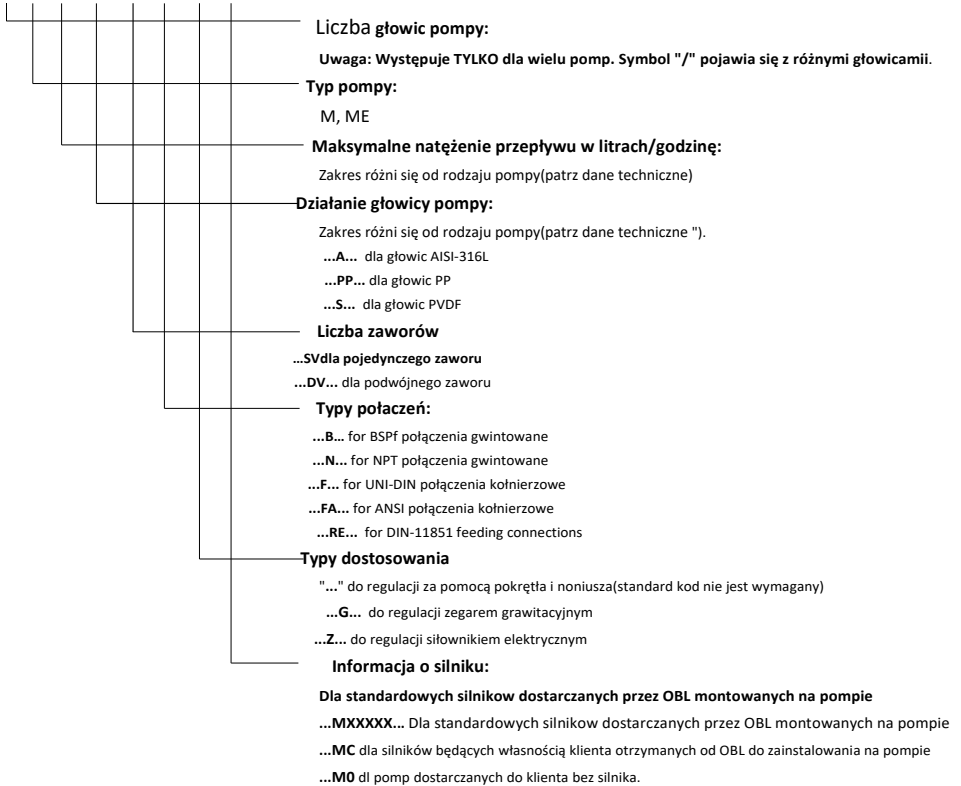 Liczba głowic pompy:
Uwaga: Występuje TYLKO dla wielu pomp. Symbol "/" pojawia się z różnymi głowicamii.
Typ pompy:
M, ME
Maksymalne natężenie przepływu w litrach/godzinę:
Zakres różni się od rodzaju pompy(patrz dane techniczne)
Działanie głowicy pompy:
Zakres różni się od rodzaju pompy(patrz dane techniczne ").
...A... dla głowic AISI-316L
...PP... dla głowic PP
...S... dla głowic PVDF
Liczba zaworów
...SVdla pojedynczego zaworu
...DV... dla podwójnego zaworu
Typy połaczeń:
...B... for BSPf połączenia gwintowane
...N... for NPT połączenia gwintowane
...F... for UNI-DIN połączenia kołnierzowe
...FA... for ANSI połączenia kołnierzowe
...RE... for DIN-11851 feeding connections
Typy dostosowania
"..." do regulacji za pomocą pokrętła i noniusza(standard kod nie jest wymagany)
...G... do regulacji zegarem grawitacyjnym
...Z... do regulacji siłownikiem elektrycznym
Informacja o silniku:
Dla standardowych silnikow dostarczanych przez OBL montowanych na pompie
...MXXXXX... Dla standardowych silnikow dostarczanych przez OBL montowanych na pompie
...MC dla silników będących własnością klienta otrzymanych od OBL do zainstalowania na pompie
...M0 dl pomp dostarczanych do klienta bez silnika.